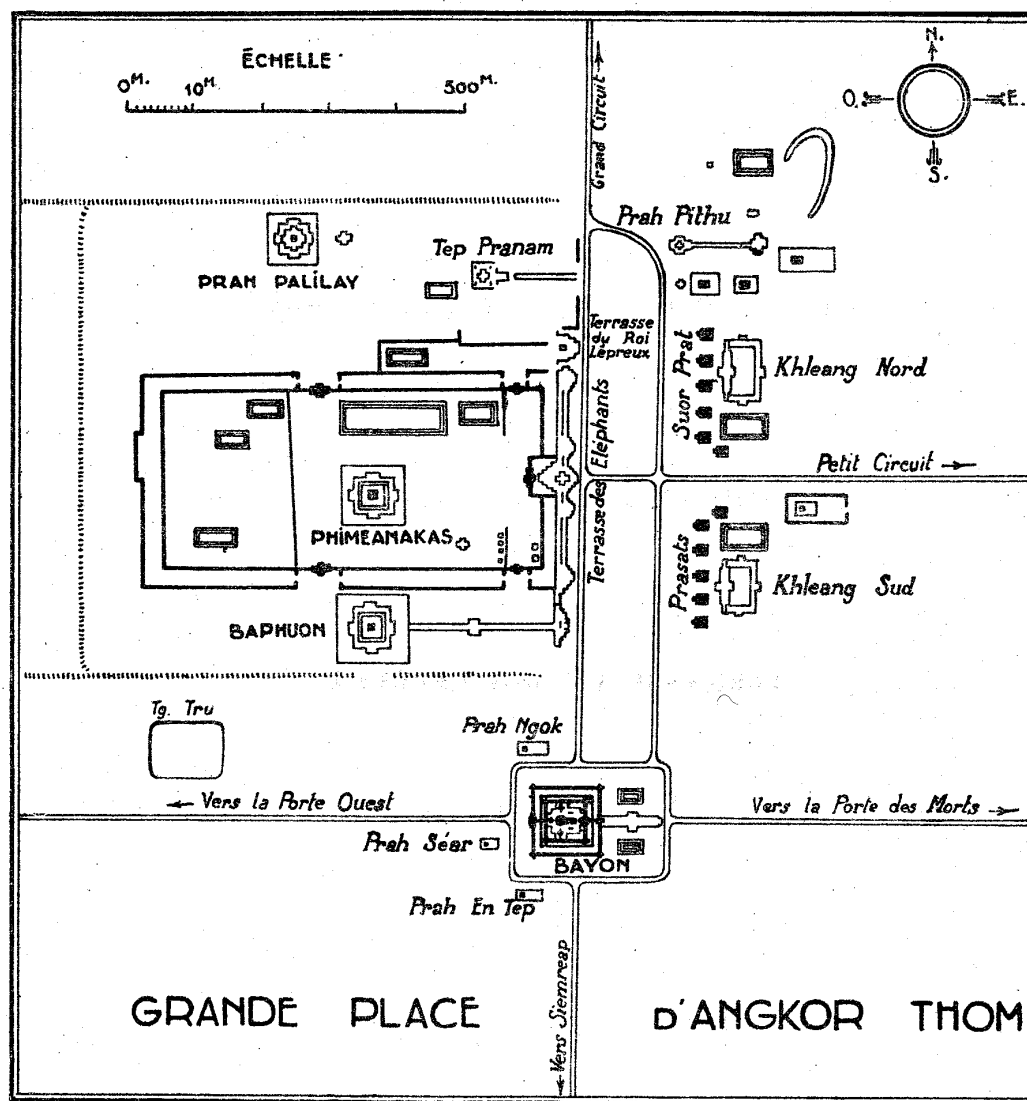 ÉCHELLE
0M. 10M 500M.
N.
O. E.
S.
Grand Circuit
Prah Pithu
Tep Pranam
PRAH PALILAY
Terrasse
du Roi
Lépreux
Suor Prat
Khleang Nord
Terrasse des Eléphants
Petit Circuit
PHIMEANAKAS
Prasats
Khleang Sud
BAPHUON
Tg. Tru
Prah Ngok
Vers la Porte Ouest
Vers la Porte des Morts
Prah Séar
BAYON
Prah En Tep
Vers Siemreap
GRANDE PLACE D'ANGKOR THOM